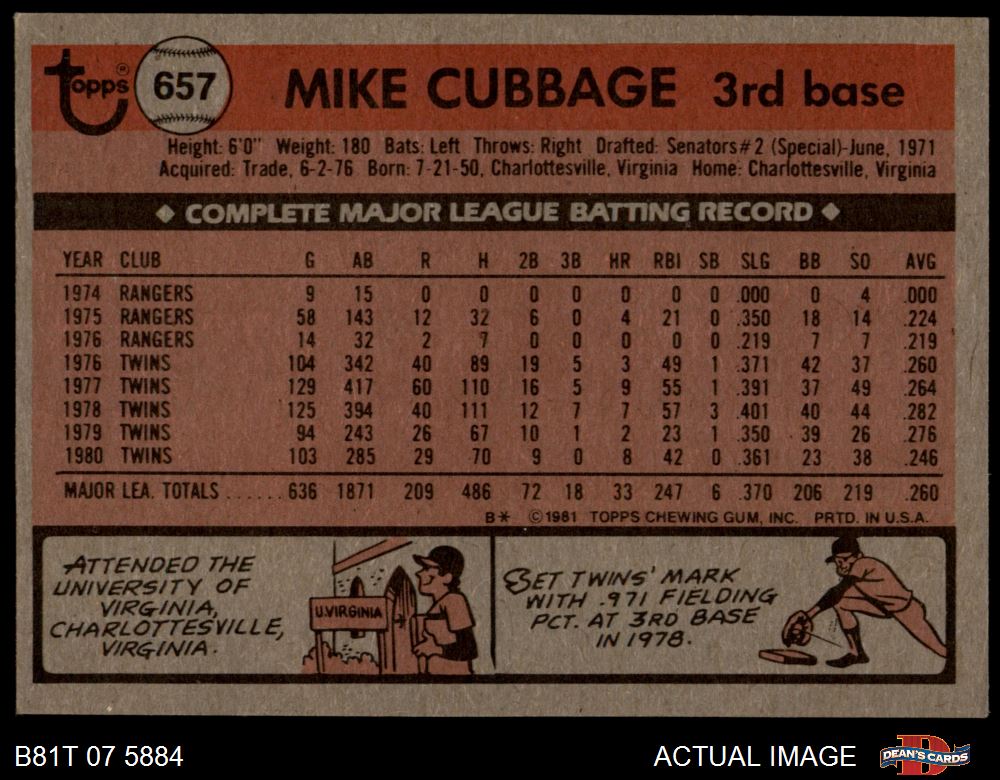 topps® 657 MIKE CUBBAGE 3rd base
Height: 6'0" Weight: 180 Bats: Left Throws: Right Drafted: Senators#2 (Special)-June, 1971
Acquired: Trade, 6-2-76 Born: 7-21-50, Charlottesville, Virginia Home: Charlottesville, Virginia
◆ COMPLETE MAJOR LEAGUE BATTING RECORD ◆
YEAR CLUB G AB R H 2B 3B HR RBI SB SLG BB SO AVG
1974 RANGERS 9 15 0 0 0 0 0 0 0 .000 0 4 .000
1975 RANGERS 58 143 12 32 6 0 4 21 0 .350 18 14 .224
1976 RANGERS 14 32 2 7 0 0 0 0 0 .219 7 7 .219
1976 TWINS 104 342 40 89 19 5 3 49 1 .371 42 37 .260
1977 TWINS 129 417 60 110 16 5 9 55 1 .391 37 49 .264
1978 TWINS 125 394 40 111 12 7 7 57 3 .401 40 44 .282
1979 TWINS 94 243 26 67 10 1 2 23 1 .350 39 26 .276
1980 TWINS 103 285 29 70 9 0 8 42 0 .361 23 38 .246
MAJOR LEA. TOTALS ...... 636 1871 209 486 72 18 33 247 6 .370 206 219 .260
B* ©1981 TOPPS CHEWING GUM, INC. PRTD. IN U.S.A.
ATTENDED THE
UNIVERSITY OF
VIRGINIA,
CHARLOTTESVILLE,
VIRGINIA.
U.VIRGINIA
SET TWINS' MARK
WITH .971 FIELDING
PCT. AT 3RD BASE
IN 1978.
B81T 07 5884
ACTUAL IMAGE
DEAN'S CARDS